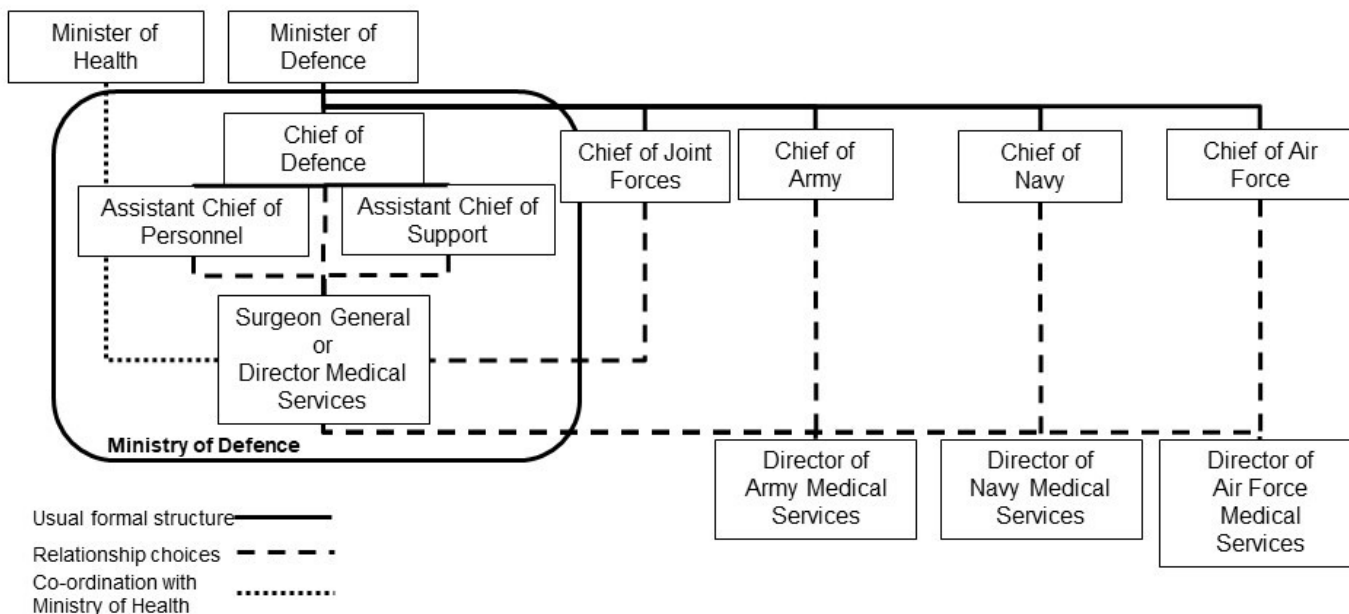 Minister of
Health
Minister of
Defence
Chief of
Defence
Chief of Joint
Forces
Chief of
Army
Chief of
Navy
Chief of Air
Force
Assistant Chief of
Personnel
Assistant Chief of
Support
Surgeon General
or
Director Medical
Services
Ministry of Defence
Director of
Army Medical
Services
Director of
Navy Medical
Services
Director of
Air Force
Medical
Services
Usual formal structure
Relationship choices
Co-ordination with
Ministry of Health